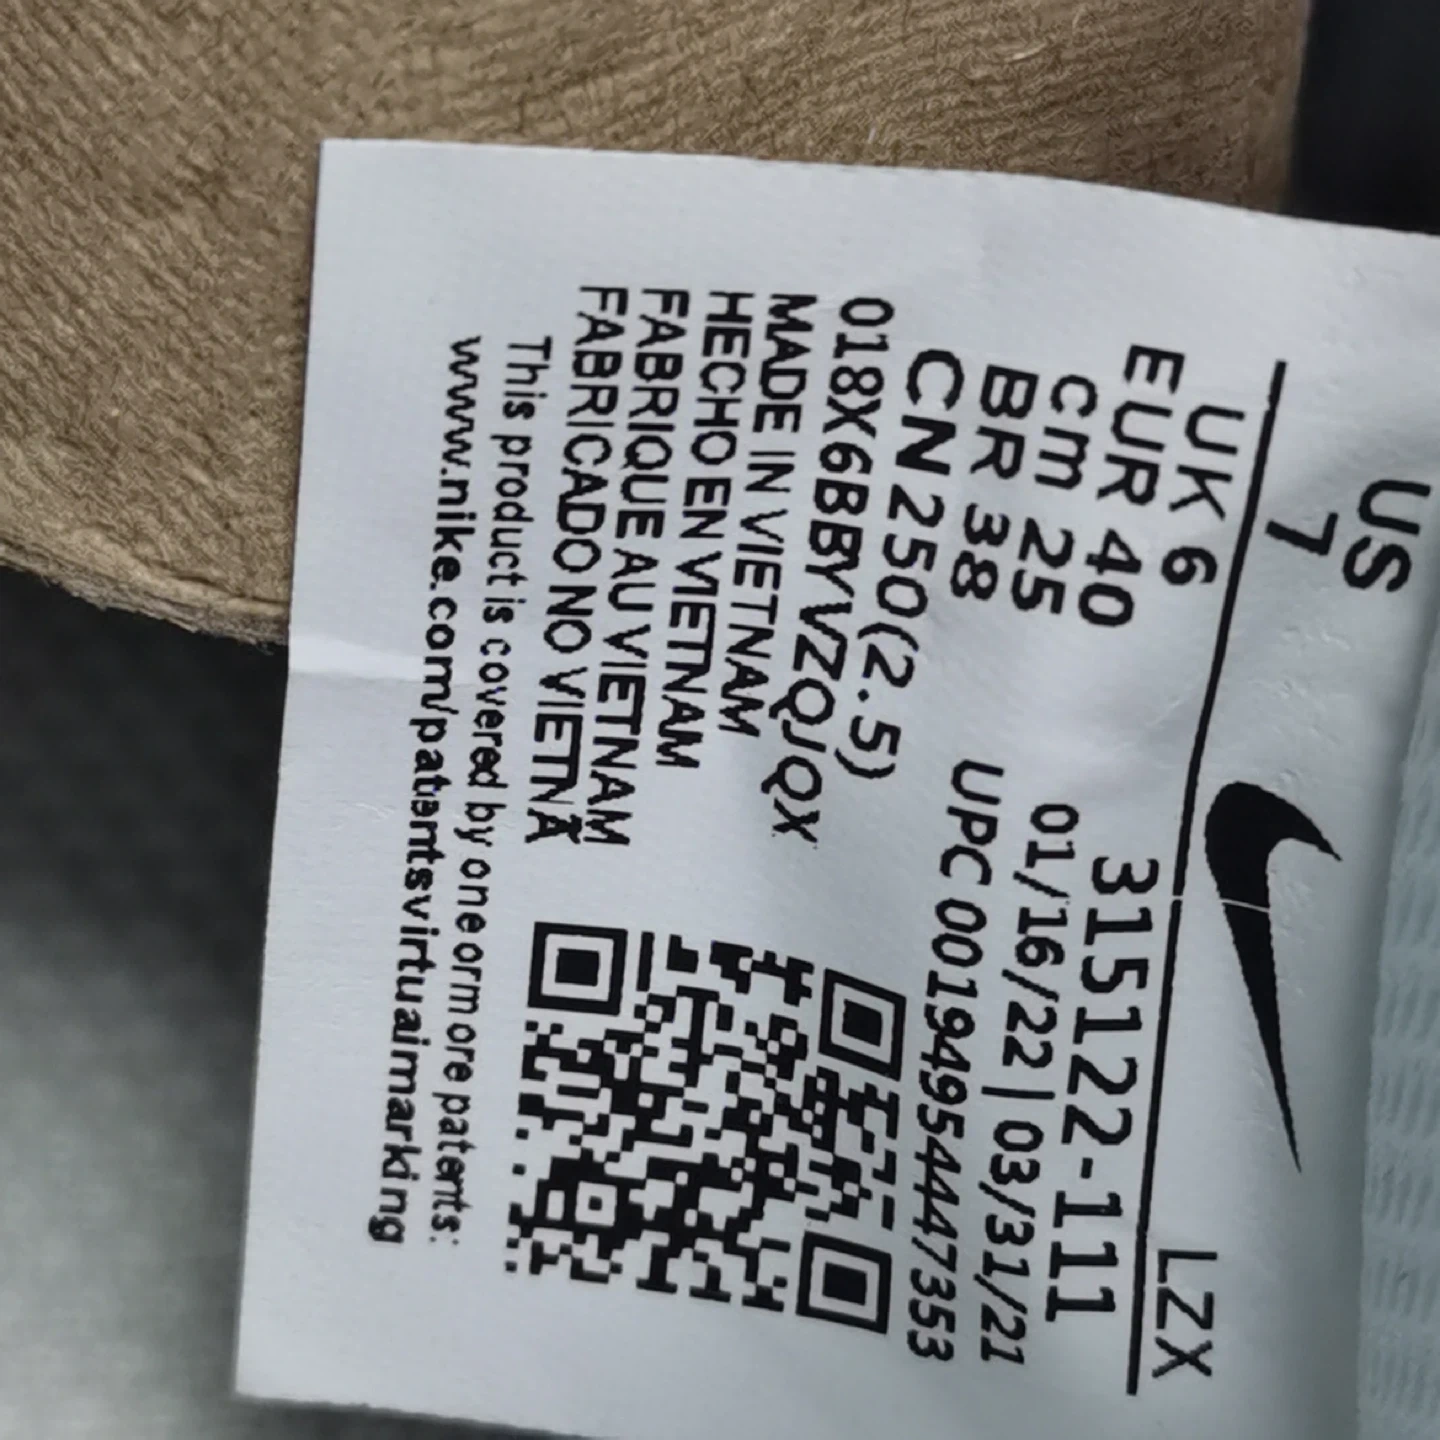 US
7
LZX
UK 6
EUR 40
cm 25
BR 38
CN 250(2.5)
315122-111
01/16/22|03/31/21
UPC 00194954447353
018X6BBYVZQJQX
MADE IN VIETNAM
HECHO EN VIETNAM
FABRIQUE AU VIETNAM
FABRICADO NO VIETNÃ
This product is covered by one or more patents:
www.nike.com/patentsvirtualmarking